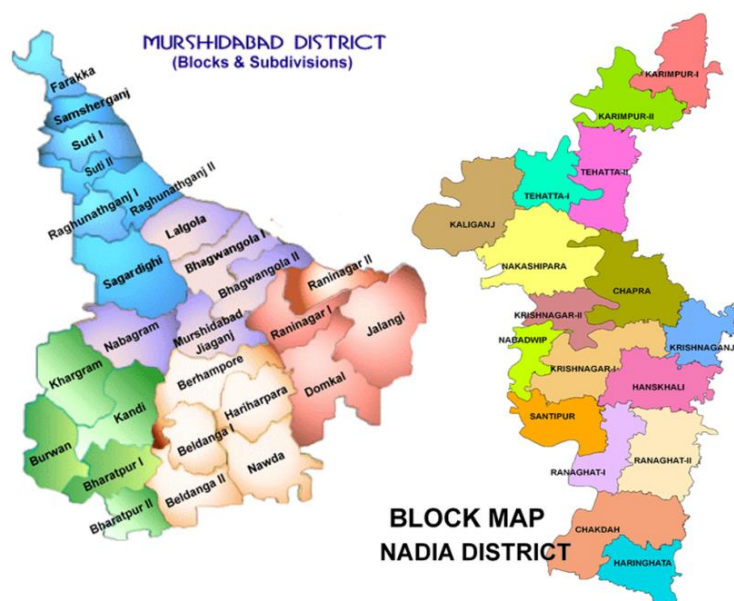 MURSHIDABAD DISTRICT
(Blocks & Subdivisions)
Farakka
Samsherganj
Suti I
Suti II
Raghunathganj I
Raghunathganj II
Lalgola
Sagardighi
Bhagwangola I
Bhagwangola II
Raninagar II
Nabagram
Murshidabad
Jiaganj
Raninagar I
Jalangi
Khargram
Berhampore
Domkal
Kandi
Hariharpara
Burwan
Beldanga I
Bharatpur I
Nawda
Beldanga II
Bharatpur II
KARIMPUR-I
KARIMPUR-II
TEHATTA-II
TEHATTA-I
KALIGANJ
NAKASHIPARA
CHAPRA
KRISHNAGAR-II
NABADWIP
KRISHNAGANJ
KRISHNAGAR-I
HANSKHALI
SANTIPUR
RANAGHAT-II
RANAGHAT-I
CHAKDAH
HARINGHATA
BLOCK MAP
NADIA DISTRICT